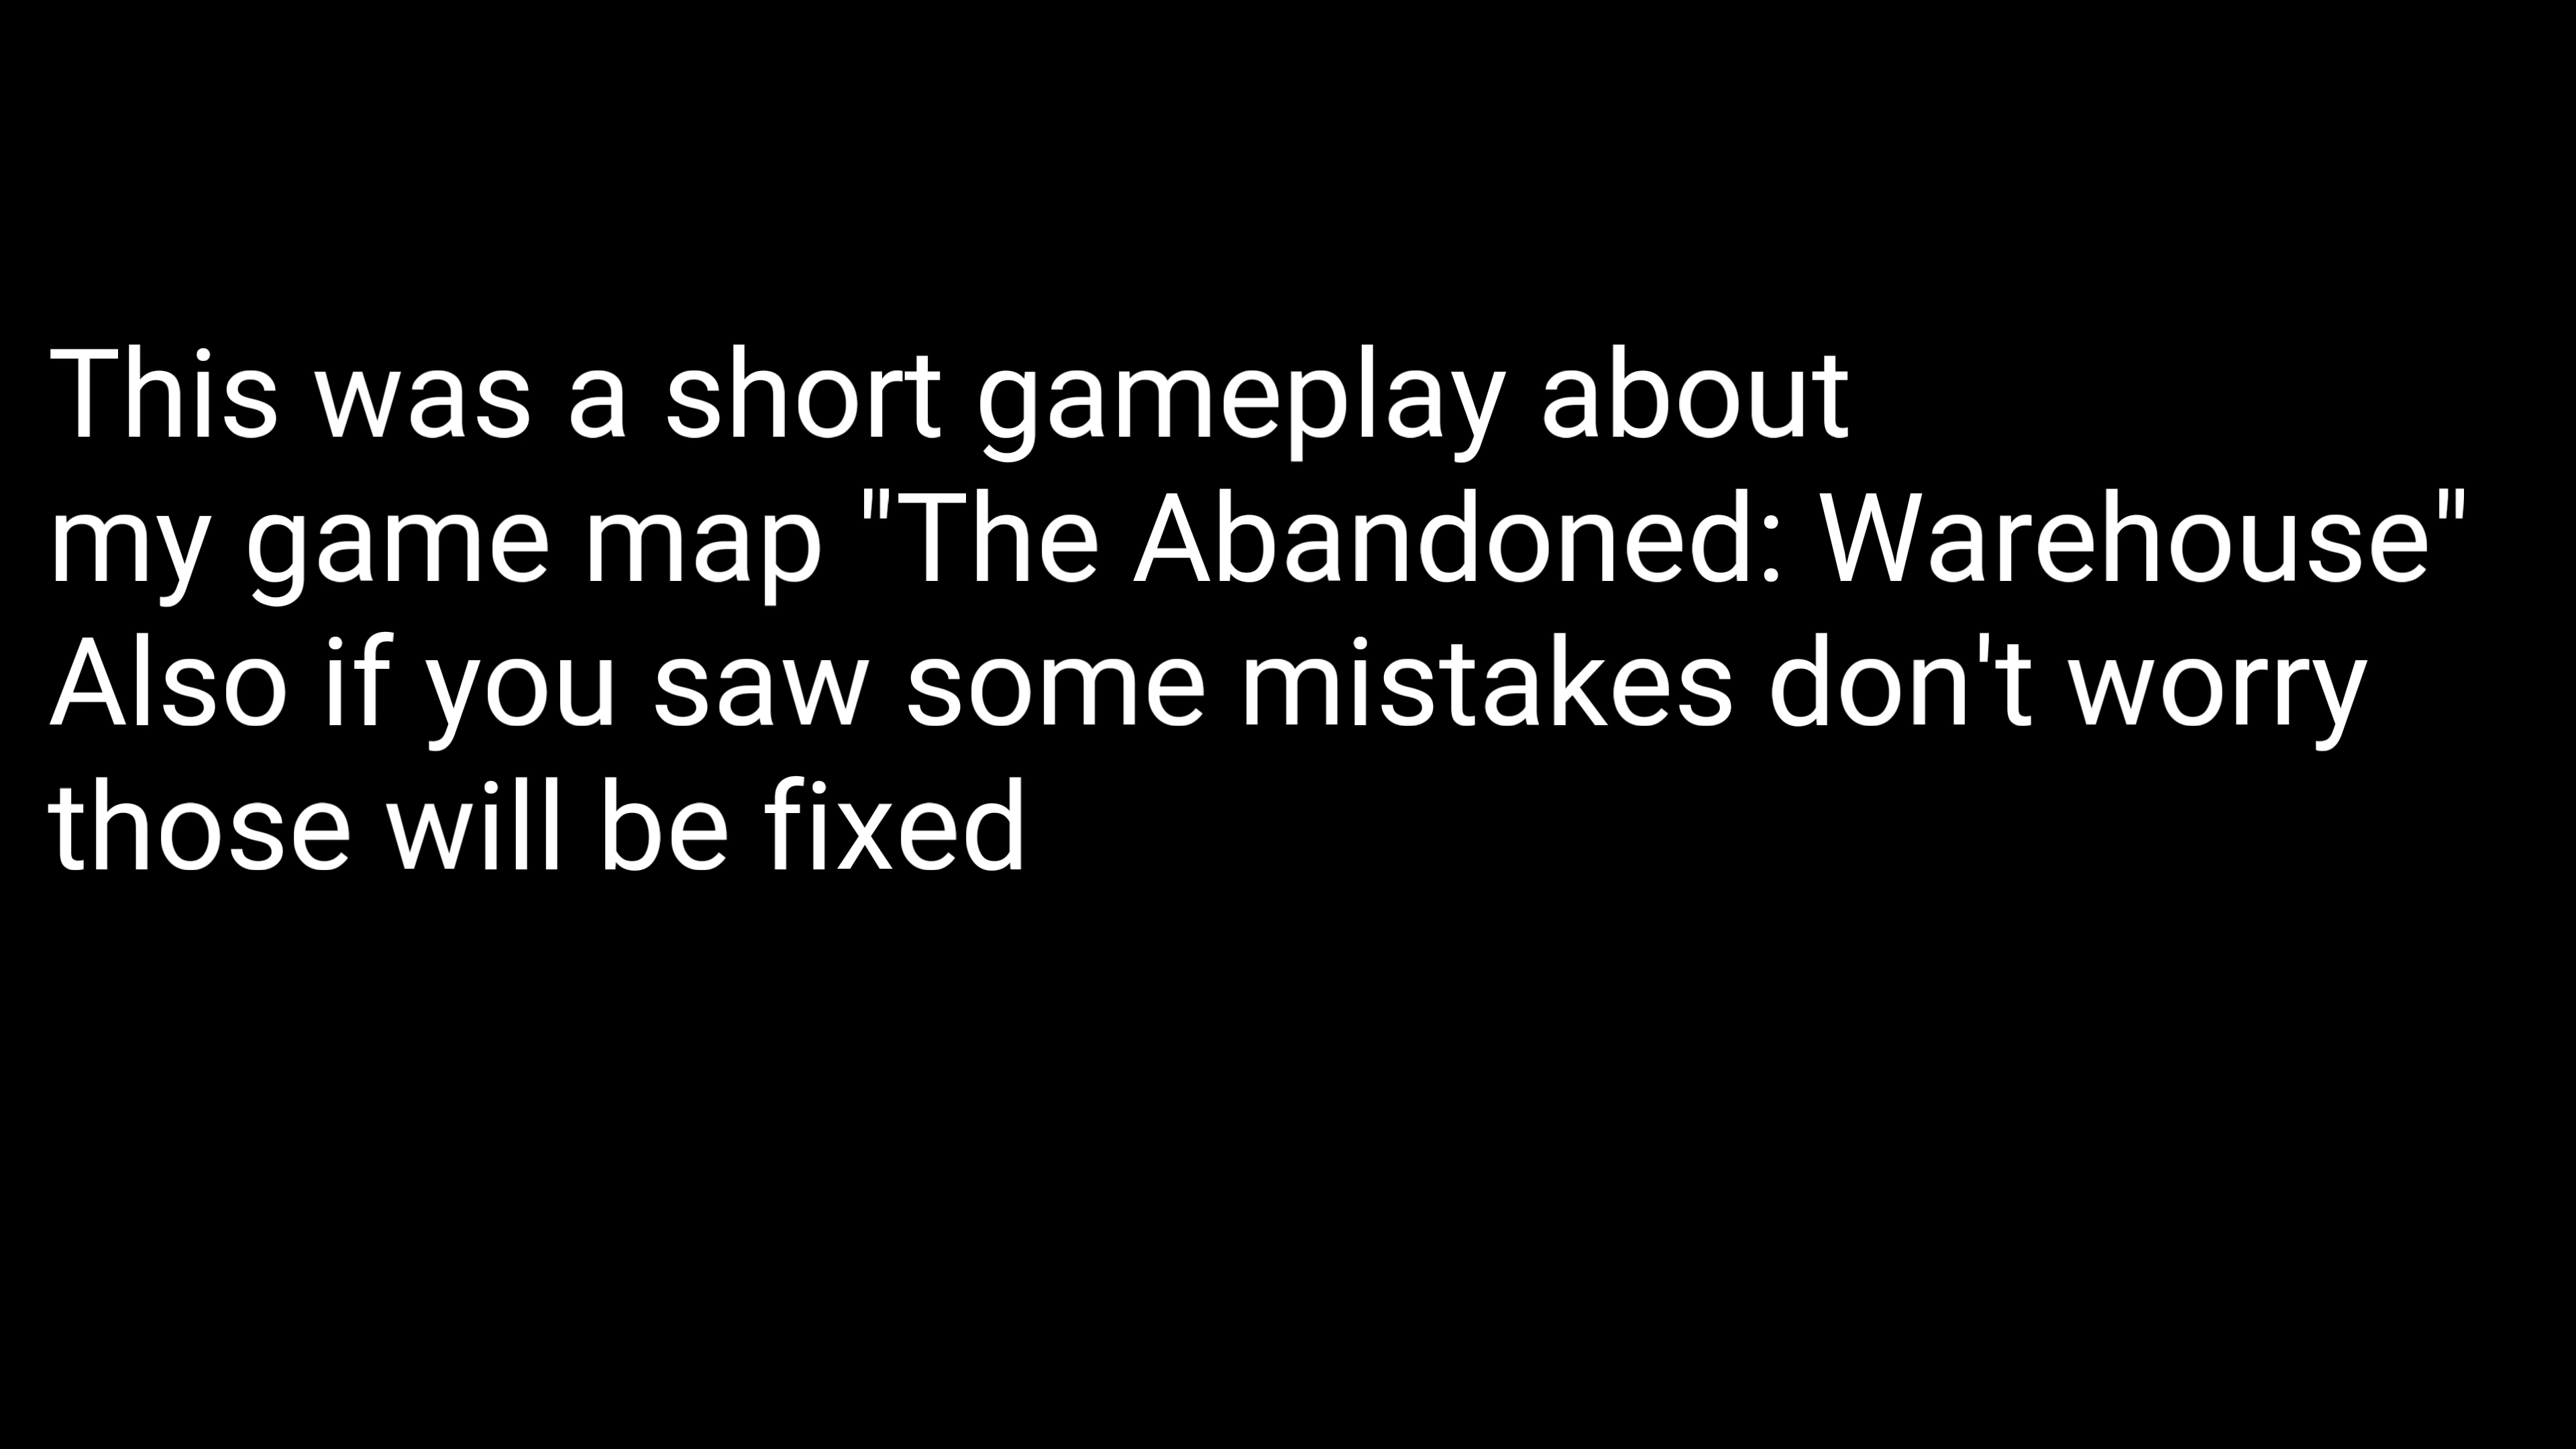 This was a short gameplay about
my game map "The Abandoned: Warehouse"
Also if you saw some mistakes don't worry
those will be fixed